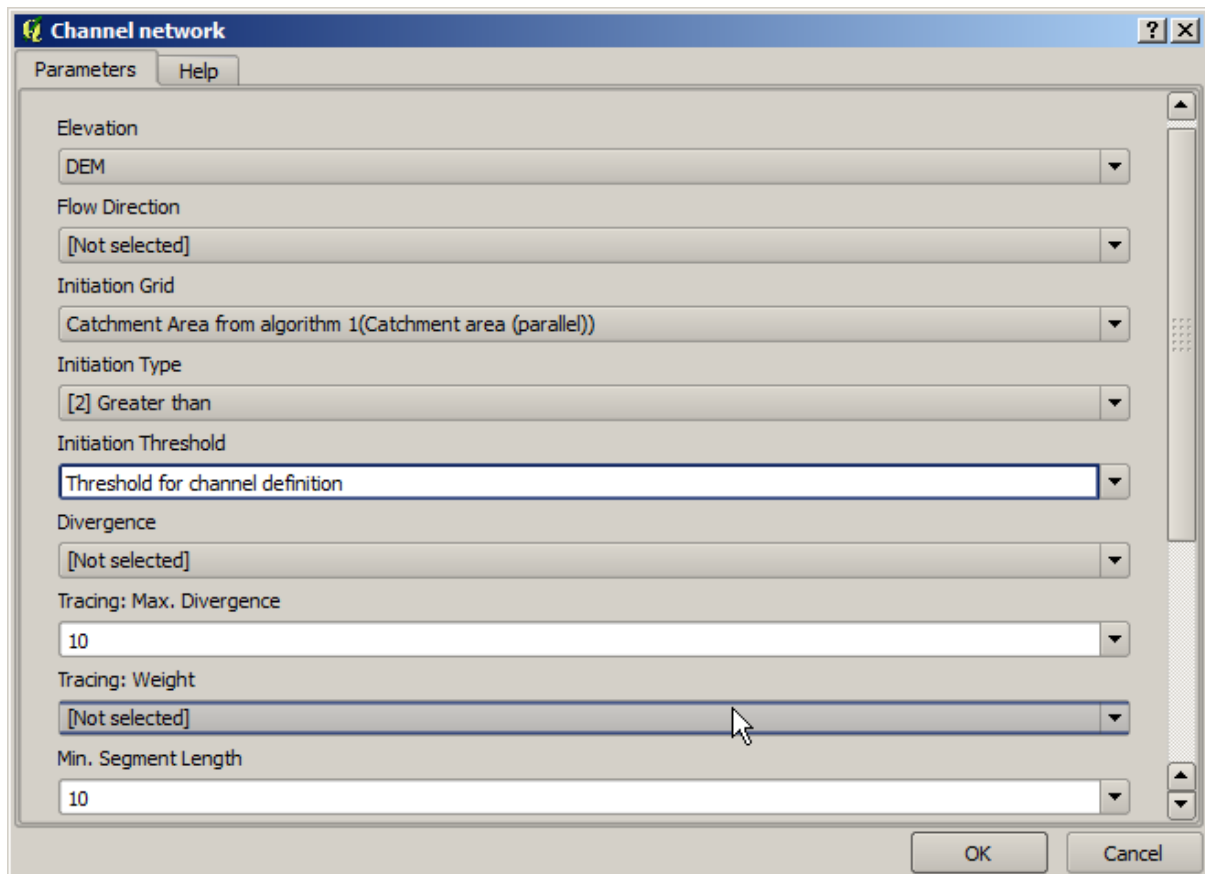 Channel network
Parameters Help
Elevation
DEM
Flow Direction
[Not selected]
Initiation Grid
Catchment Area from algorithm 1(Catchment area (parallel))
Initiation Type
[2] Greater than
Initiation Threshold
Threshold for channel definition
Divergence
[Not selected]
Tracing: Max. Divergence
10
Tracing: Weight
[Not selected]
Min. Segment Length
10
OK Cancel